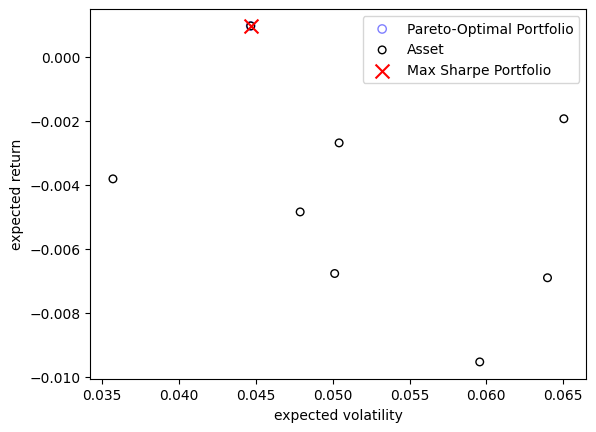 Pareto-Optimal Portfolio
Asset
Max Sharpe Portfolio
0.000
−0.002
−0.004
−0.006
−0.008
−0.010
expected return
0.035 0.040 0.045 0.050 0.055 0.060 0.065
expected volatility